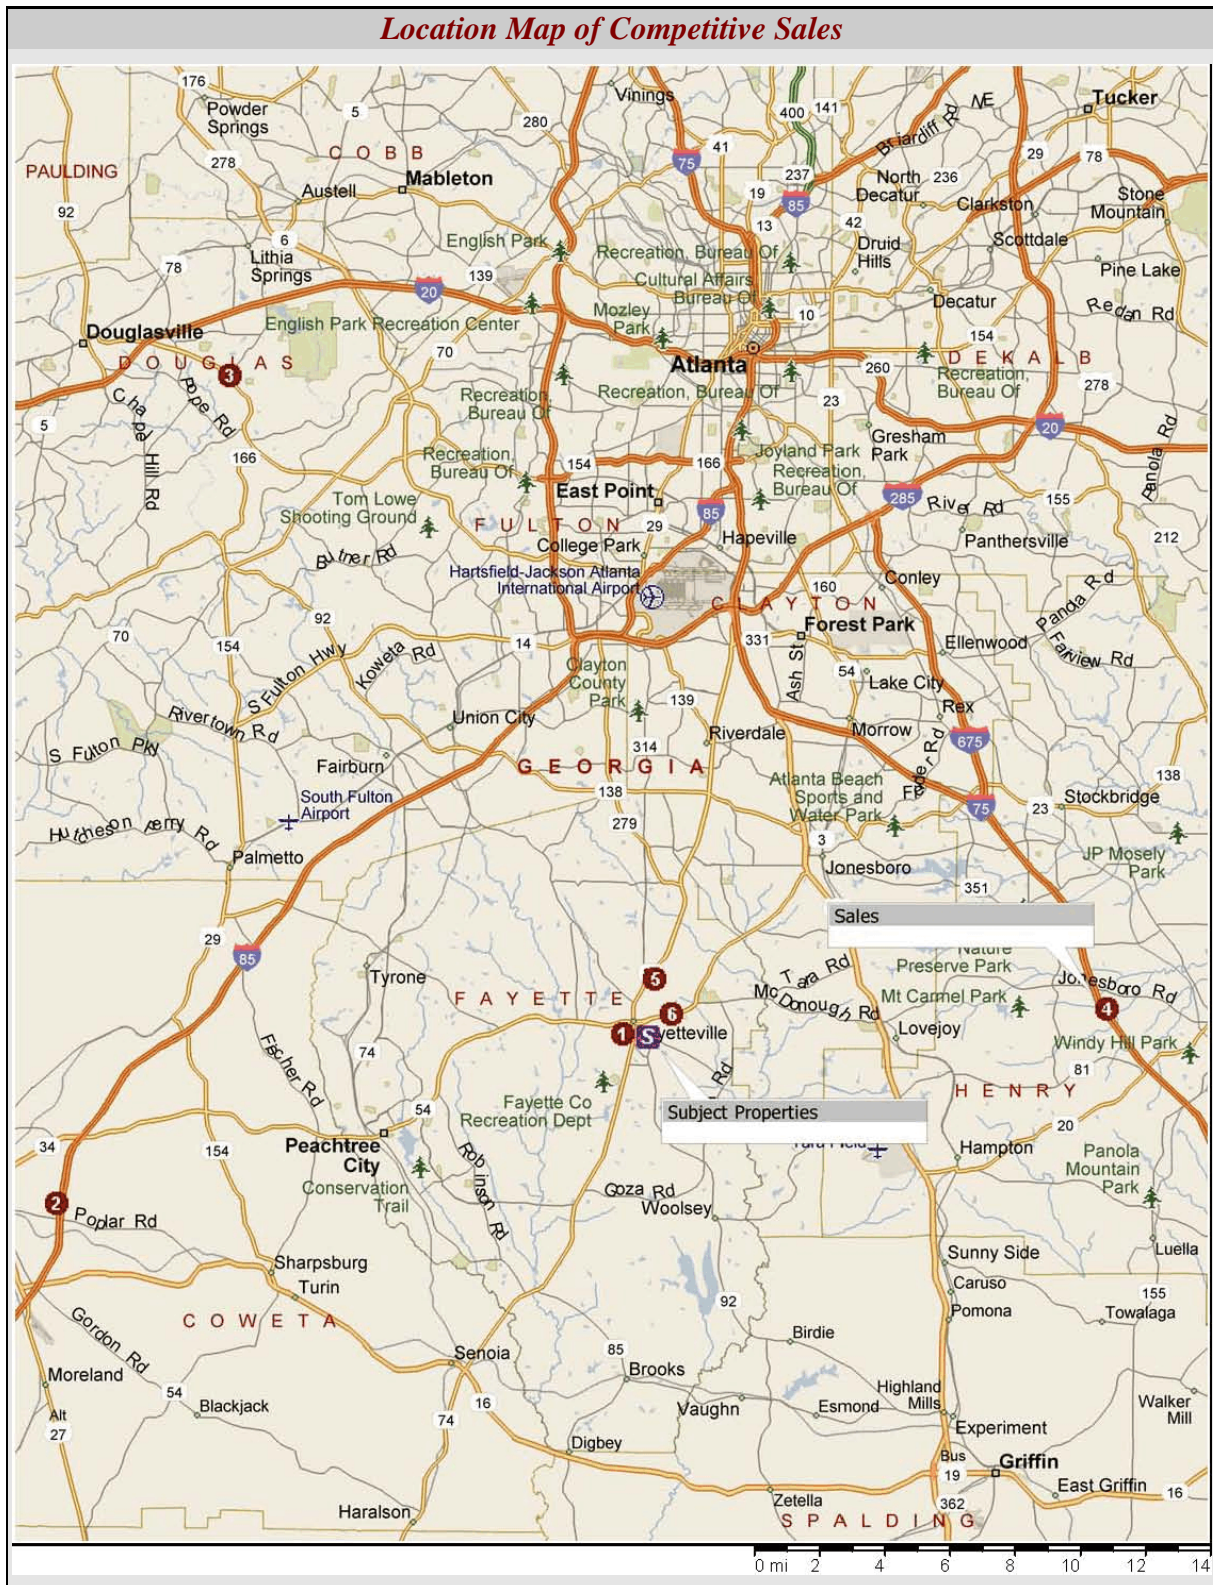 Location Map of Competitive Sales
176
Powder
Springs
5
280
Vinings
400
141
Briarcliff Rd
NE
Tucker
PAULDING
278
COBB
Mableton
41
75
237
29
78
North
Decatur
236
Stone
Mountain
92
Austell
19
85
Clarkston
6
English Park
13
42
Druid
Hills
Scottdale
Lithia
Springs
78
139
20
Recreation, Bureau Of
Cultural Affairs
Bureau Of
Pine Lake
Decatur
Redan Rd
Douglasville
English Park Recreation Center
Mozley
Park
10
154
DOUGLAS
70
Atlanta
260
DEKALB
Recreation,
Bureau Of
278
3
Pope Rd
Chapel Hill Rd
Recreation,
Bureau Of
Recreation, Bureau Of
23
5
20
Gresham
Park
Panola Rd
166
Recreation,
Bureau Of
154
166
Joyland Park
Recreation,
Bureau Of
East Point
285
River Rd
155
Tom Lowe
Shooting Ground
FULTON
29
85
College Park
Hapeville
Panthersville
212
Butner Rd
Hartsfield-Jackson Atlanta
International Airport
160
Conley
CLAYTON
Panda Rd
92
Forest Park
70
154
S Fulton Hwy
Koweta Rd
14
331
Ash St
Ellenwood
Fairview Rd
Clayton
County
Park
54
Lake City
139
Rex
Rivertown Rd
Union City
Riverdale
Morrow
675
S Fulton Pky
314
Fairburn
GEORGIA
138
Atlanta Beach
Sports and
Water Park
75
23
Stockbridge
138
South Fulton
Airport
279
3
Palmetto
Jonesboro
JP Mosely
Park
351
Sales
29
85
Tyrone
5
Tara Rd
Nature
Preserve Park
FAYETTE
McDonough Rd
Mt Carmel Park
4
6
1
S
Lovejoy
Windy Hill Park
Fischer Rd
74
81
Rd
HENRY
Fayette Co
Recreation Dept
Subject Properties
54
20
34
154
Peachtree
City
Hampton
Panola
Mountain
Park
Conservation
Trail
Robinson Rd
2
Poplar Rd
Goza Rd
Woolsey
Sharpsburg
Sunny Side
Luella
Turin
Caruso
92
155
COWETA
Pomona
Towalaga
Gordon Rd
Birdie
Senoia
85
Brooks
Moreland
54
Blackjack
16
Vaughn
Esmond
Highland
Mills
Walker
Mill
Alt
27
74
Experiment
Digbey
Bus
19
Griffin
East Griffin
16
Haralson
Zetella
362
SPALDING
0 mi 2 4 6 8 10 12 14